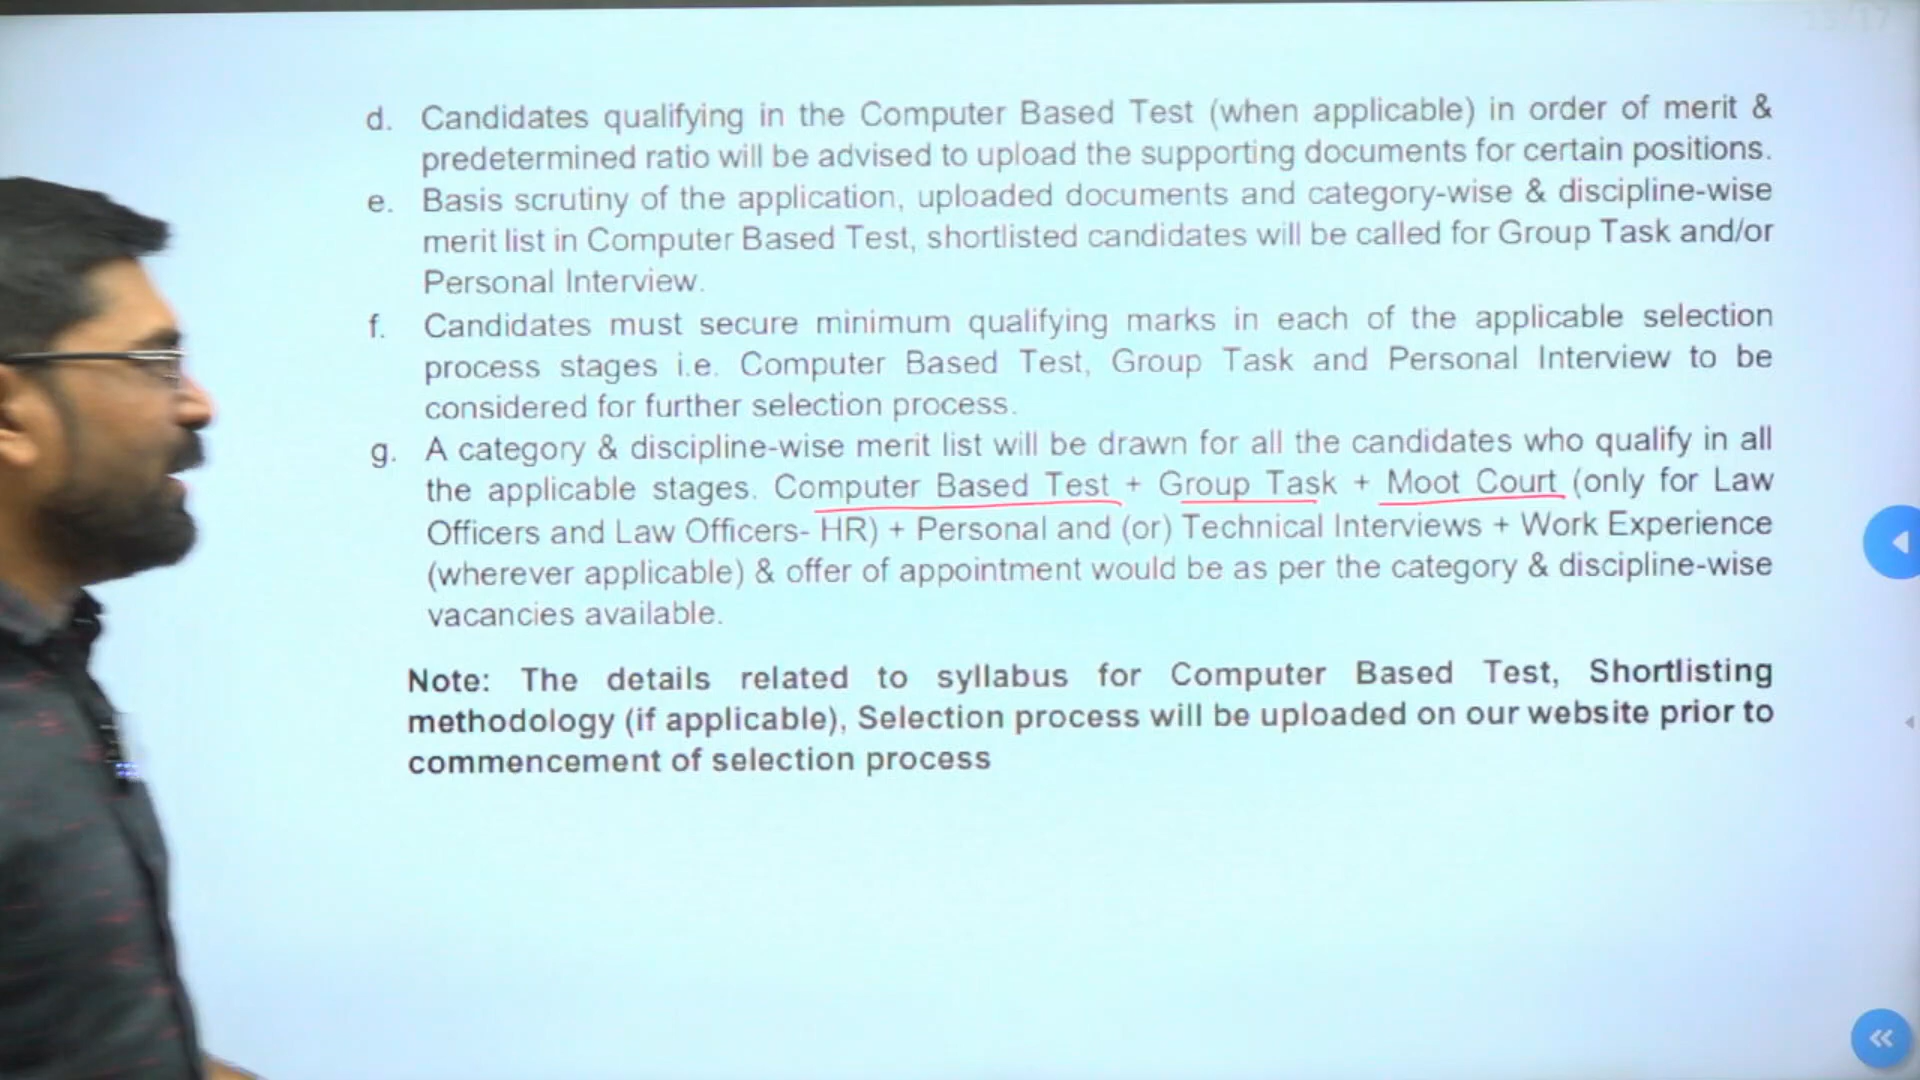 d. Candidates qualifying in the Computer Based Test (when applicable) in order of merit &
predetermined ratio will be advised to upload the supporting documents for certain positions.
e. Basis scrutiny of the application, uploaded documents and category-wise & discipline-wise
merit list in Computer Based Test, shortlisted candidates will be called for Group Task and/or
Personal Interview.
f. Candidates must secure minimum qualifying marks in each of the applicable selection
process stages i.e. Computer Based Test, Group Task and Personal Interview to be
considered for further selection process.
g. A category & discipline-wise merit list will be drawn for all the candidates who qualify in all
the applicable stages. Computer Based Test + Group Task + Moot Court (only for Law
Officers and Law Officers- HR) + Personal and (or) Technical Interviews + Work Experience
(wherever applicable) & offer of appointment would be as per the category & discipline-wise
vacancies available.
Note: The details related to syllabus for Computer Based Test, Shortlisting
methodology (if applicable), Selection process will be uploaded on our website prior to
commencement of selection process